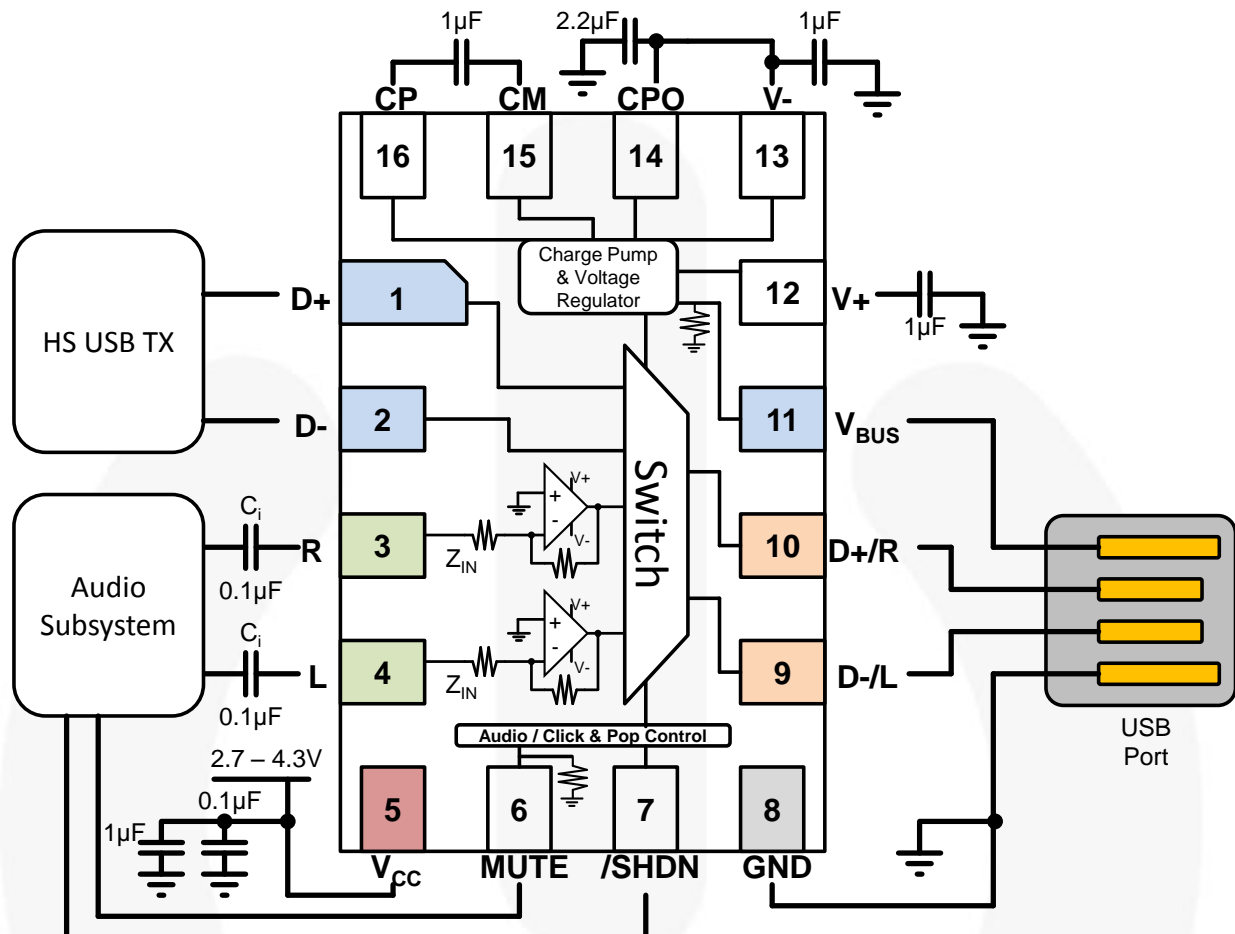 1µF
2.2µF
1µF
CP
CM
CPO
V-
16
15
14
13
Charge Pump
& Voltage
Regulator
HS USB TX
D+
1
12
V+
1µF
D-
2
11
VBUS
Switch
Audio
Subsystem
Ci
0.1µF
R
3
ZIN
+
-
V+
V-
10
D+/R
Ci
0.1µF
L
4
ZIN
+
-
V+
V-
9
D-/L
USB
Port
Audio / Click & Pop Control
2.7 – 4.3V
0.1µF
1µF
5
6
7
8
VCC
MUTE
/SHDN
GND